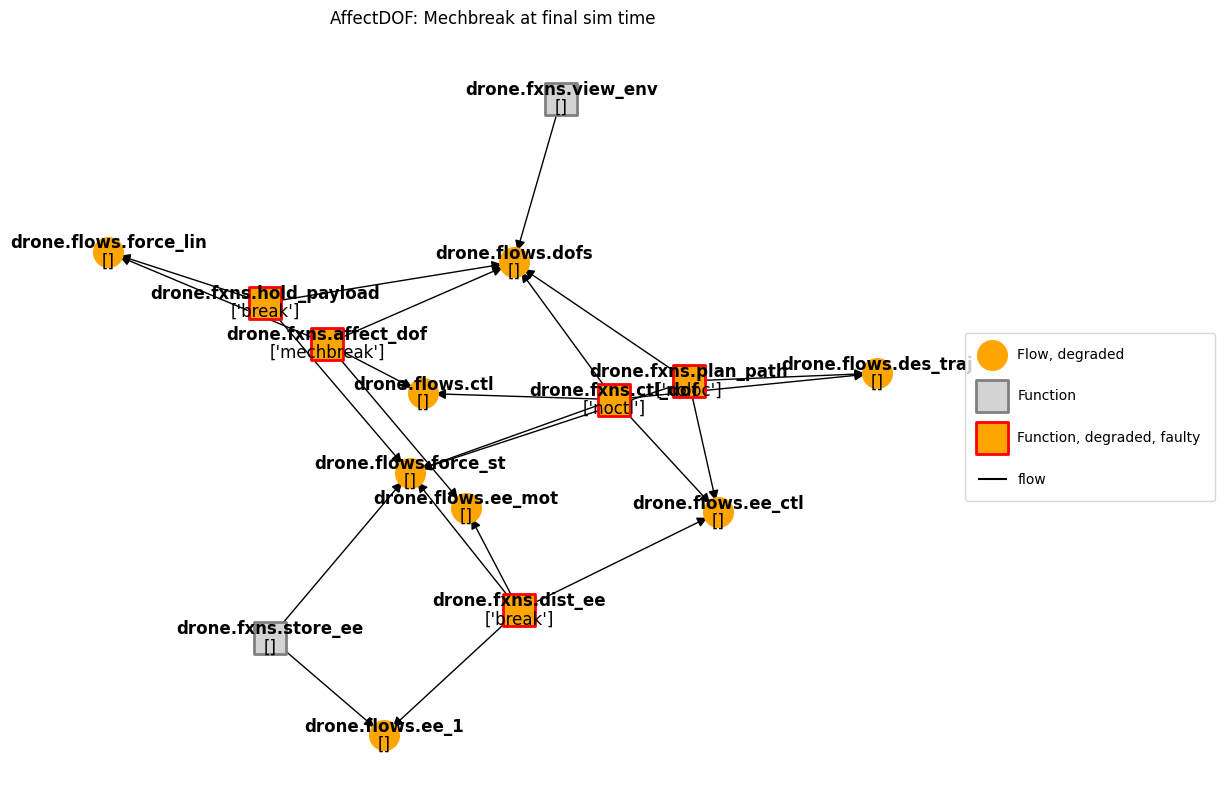 AffectDOF: Mechbreak at final sim time
drone.fxns.view_env
[]
drone.flows.force_lin
[]
drone.flows.dofs
[]
drone.fxns.hold_payload
['break']
drone.fxns.affect_dof
['mechbreak']
drone.flows.ctl
[]
drone.fxns.plan_path
drone.flows.des_traj
[]
drone.fxns.ctl_dof
['noctl']
drone.flows.force_st
[]
drone.flows.ee_mot
[]
drone.flows.ee_ctl
[]
drone.fxns.dist_ee
['break']
drone.fxns.store_ee
[]
drone.flows.ee_1
[]
Flow, degraded
Function
Function, degraded, faulty
flow